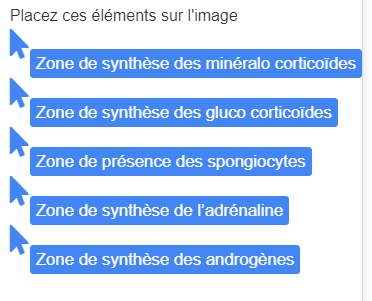 Placez ces éléments sur l'image
Zone de synthèse des minéralo corticoïdes
Zone de synthèse des gluco corticoïdes
Zone de présence des spongiocytes
Zone de synthèse de l’adrénaline
Zone de synthèse des androgènes